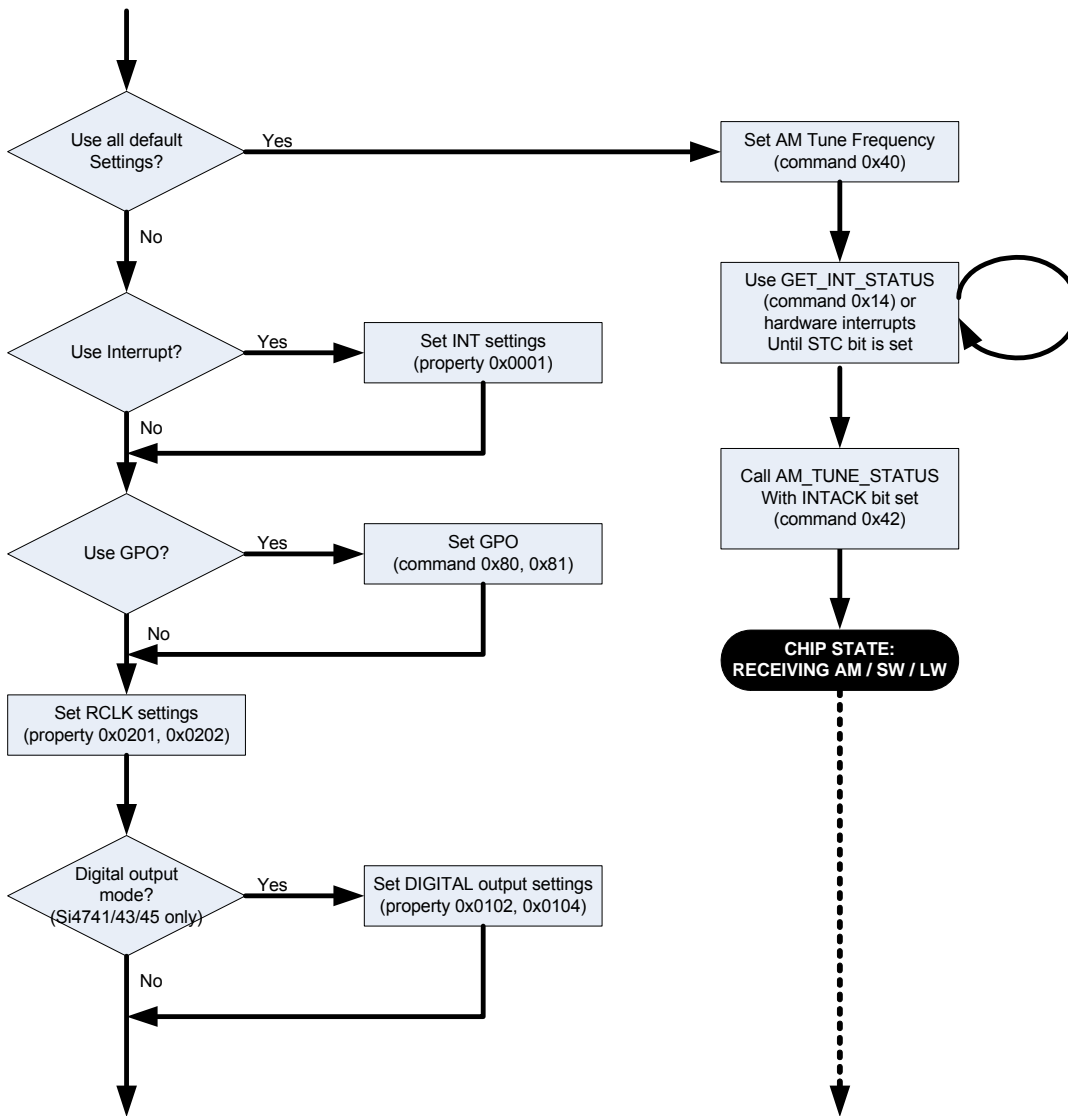 Use all default
Settings?
Yes
No
Set AM Tune Frequency
(command 0x40)
Use GET_INT_STATUS
(command 0x14) or
hardware interrupts
Until STC bit is set
Use Interrupt?
Yes
No
Set INT settings
(property 0x0001)
Call AM_TUNE_STATUS
With INTACK bit set
(command 0x42)
Use GPO?
Yes
No
Set GPO
(command 0x80, 0x81)
CHIP STATE:
RECEIVING AM / SW / LW
Set RCLK settings
(property 0x0201, 0x0202)
Digital output
mode?
(Si4741/43/45 only)
Yes
No
Set DIGITAL output settings
(property 0x0102, 0x0104)